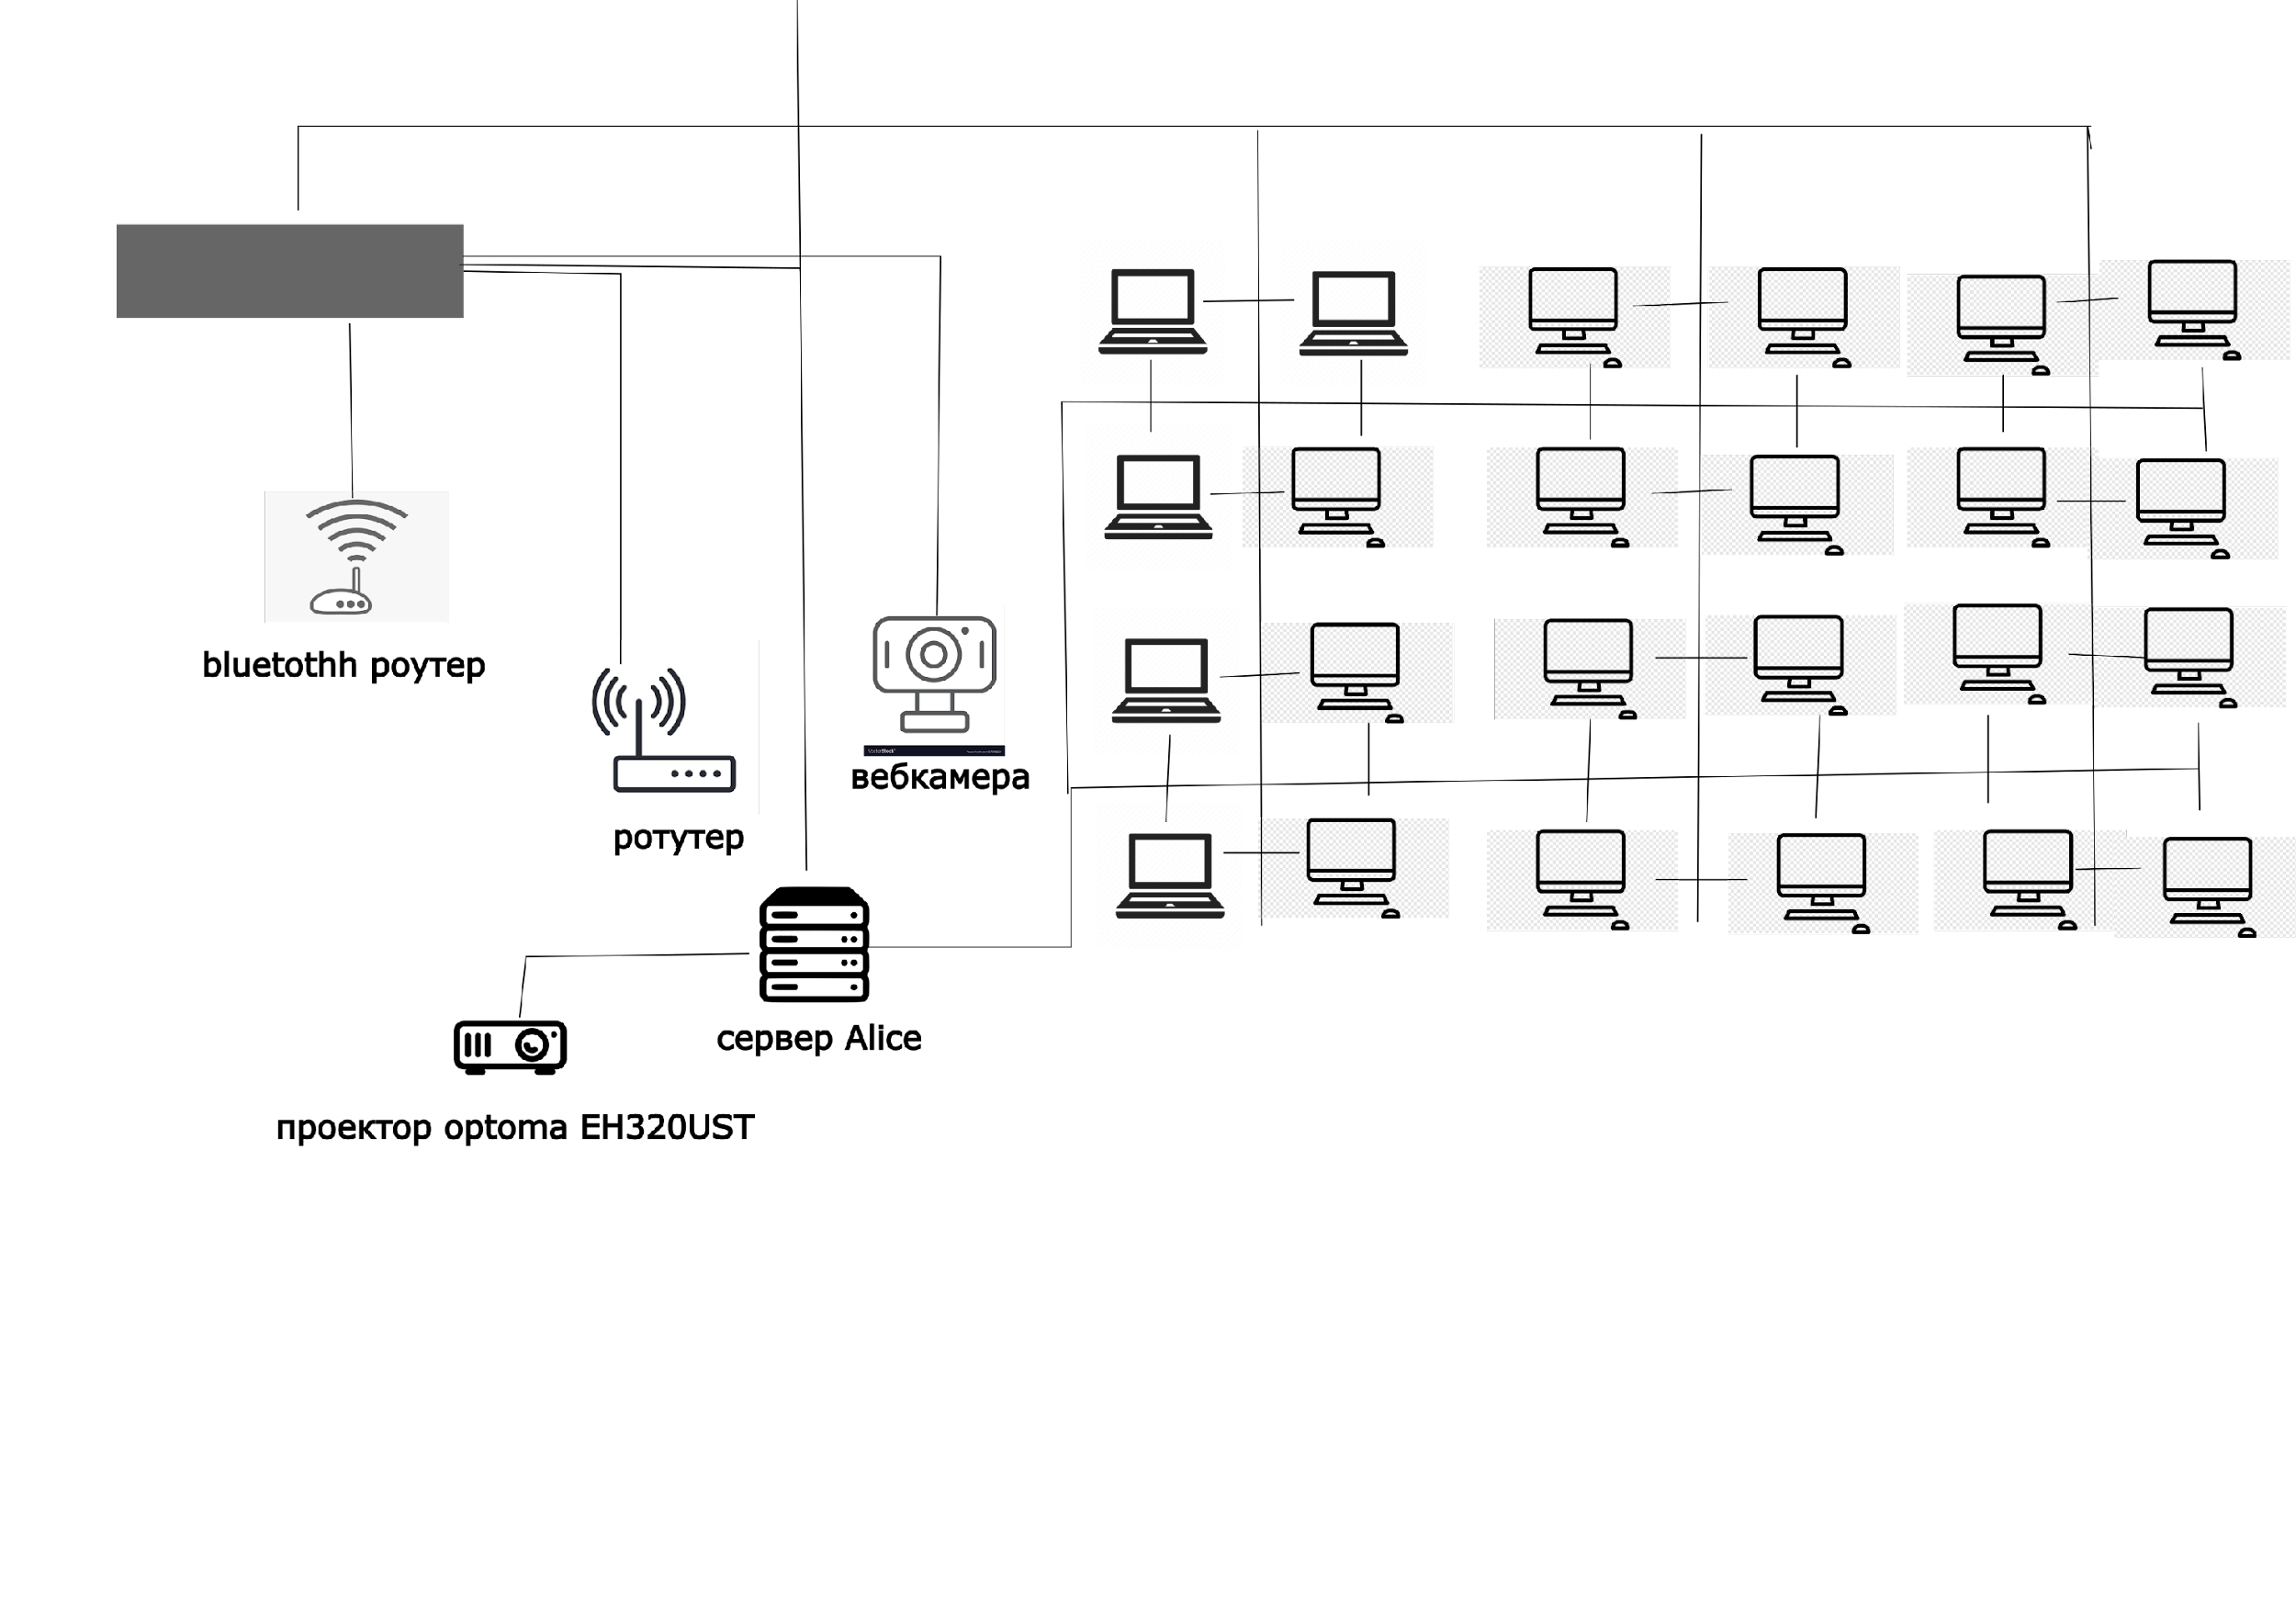 bluetothh роутер
вебкамера
ротутер
сервер Alice
проектор optoma EH320UST